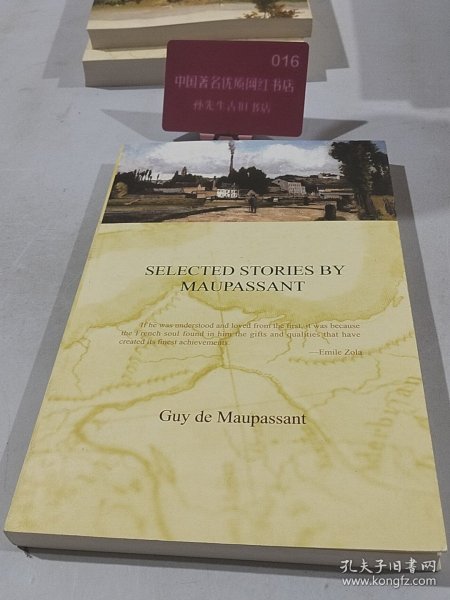 016
中国著名优质网红书店
孙先生古旧书店
SELECTED STORIES BY
MAUPASSANT
"If he was understood and loved from the first, it was because
the French soul found in him the gifts and qualities that have
created its finest achievements.
—Emile Zola
Guy de Maupassant
孔夫子旧书网
www.kongfz.com